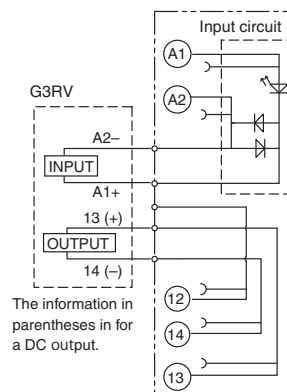 Input circuit
A1
G3RV
A2
A2−
INPUT
A1+
13 (+)
OUTPUT
14 (−)
12
The information in
parentheses in for
14
a DC output.
13